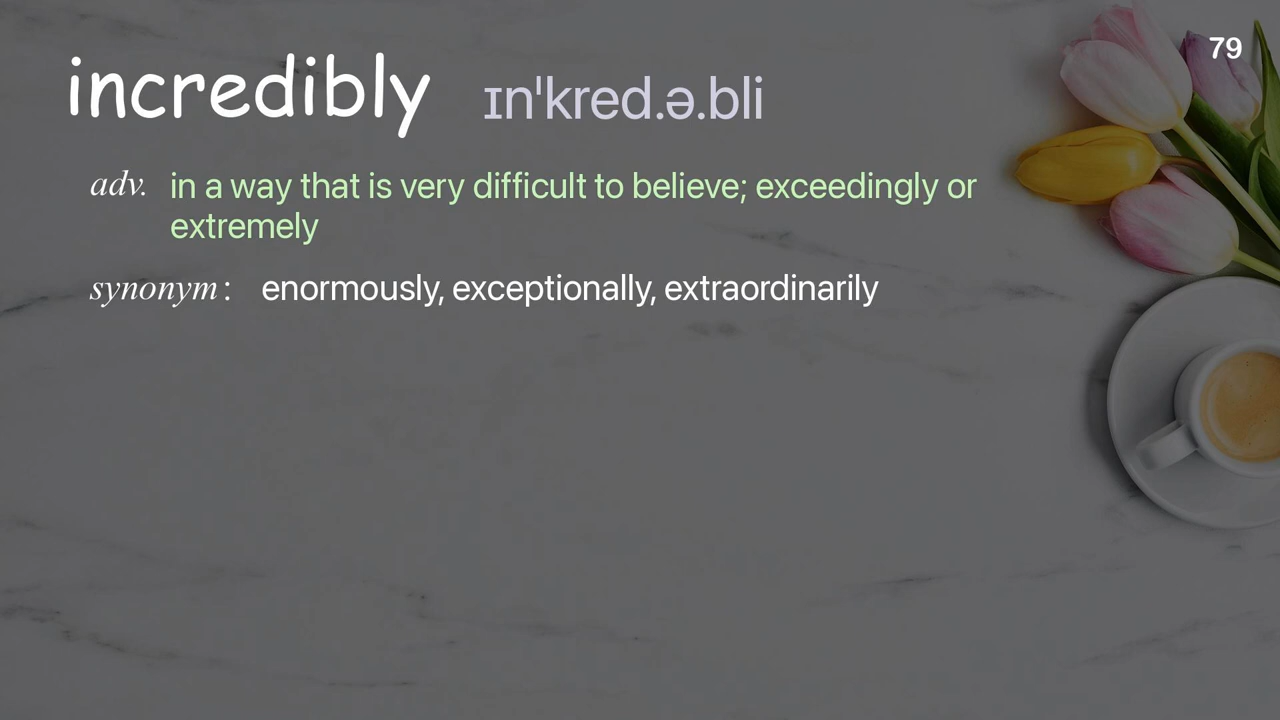 79
incredibly ɪnˈkred.ə.bli
adv. in a way that is very difficult to believe; exceedingly or
extremely
synonym: enormously, exceptionally, extraordinarily